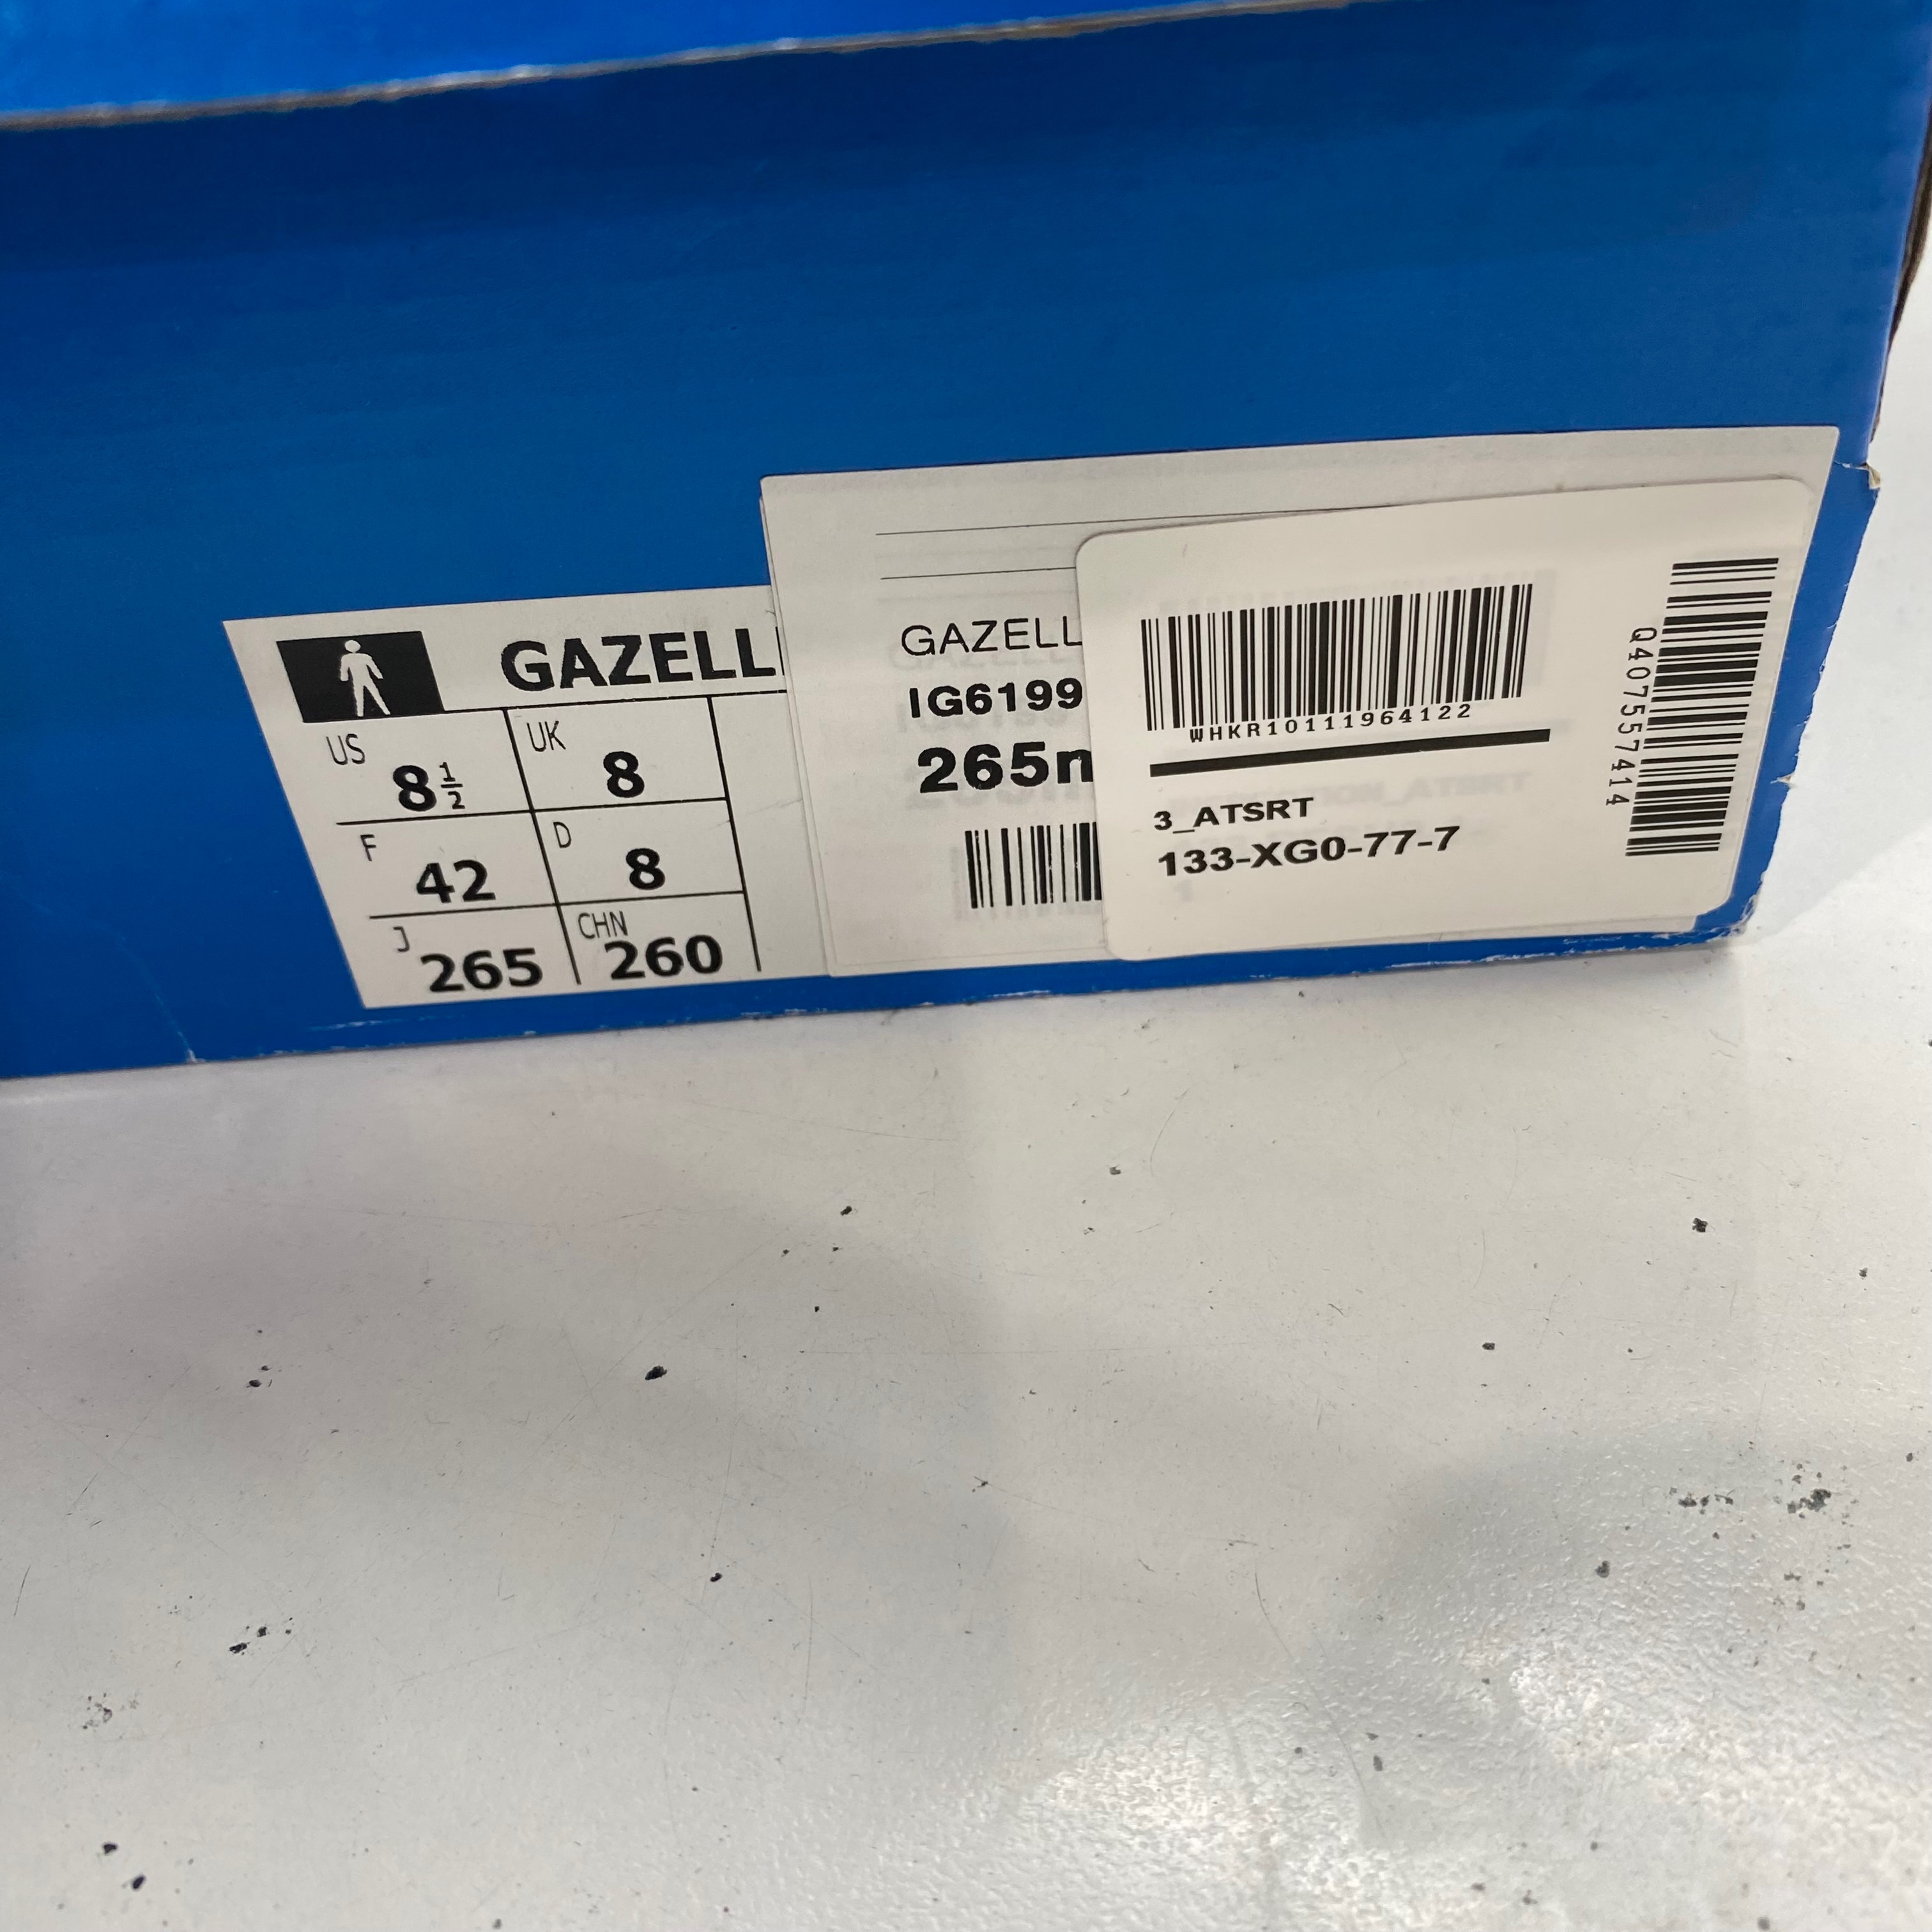 GAZELL
US 8½ UK 8
F 42 D 8
J 265 CHN 260
GAZELL
IG6199
265m
WHKR10111964122
3_ATSRT
133-XG0-77-7
Q407557414